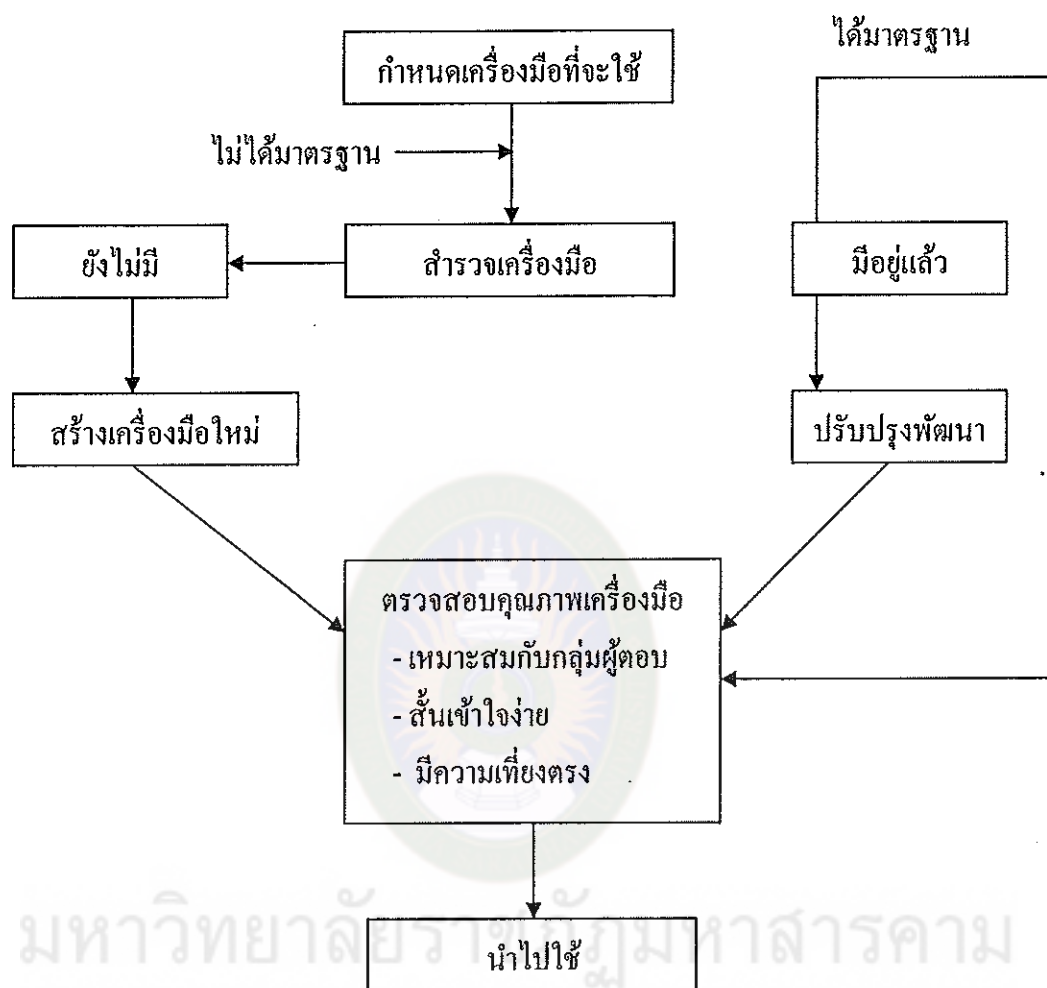 ได้มาตรฐาน
กำหนดเครื่องมือที่จะใช้
ไม่ได้มาตรฐาน
ยังไม่มี
สำรวจเครื่องมือ
มีอยู่แล้ว
สร้างเครื่องมือใหม่
ปรับปรุงพัฒนา
ตรวจสอบคุณภาพเครื่องมือ
- เหมาะสมกับกลุ่มผู้ตอบ
- สั้นเข้าใจง่าย
- มีความเที่ยงตรง
มหาวิทยาลัยราชภัฏมหาสารคาม
นำไปใช้